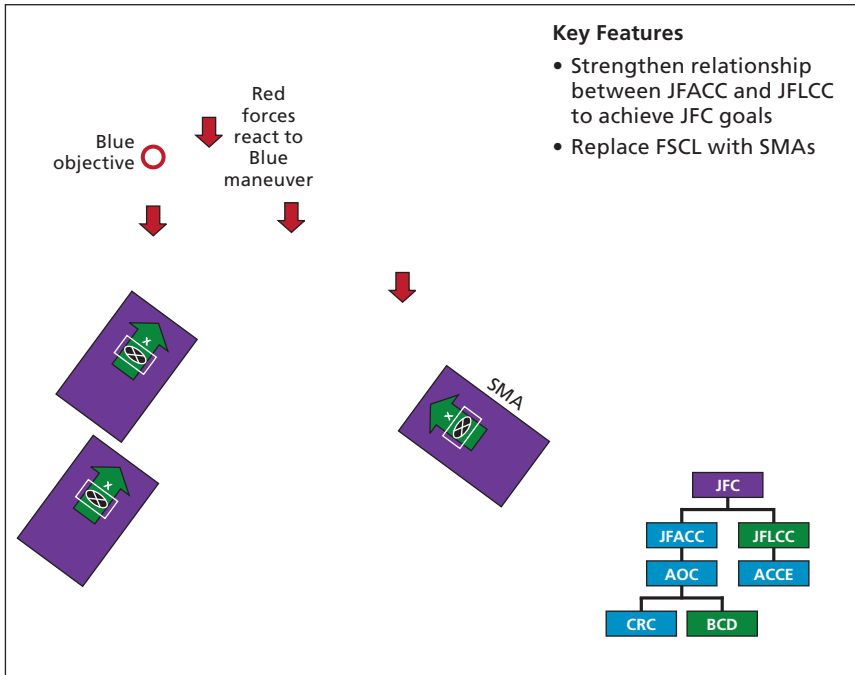 Key Features
• Strengthen relationship
between JFACC and JFLCC
to achieve JFC goals
• Replace FSCL with SMAs
Red
forces
react to
Blue
maneuver
Blue
objective
x
x
SMA
x
JFC
JFACC
JFLCC
AOC
ACCE
CRC
BCD